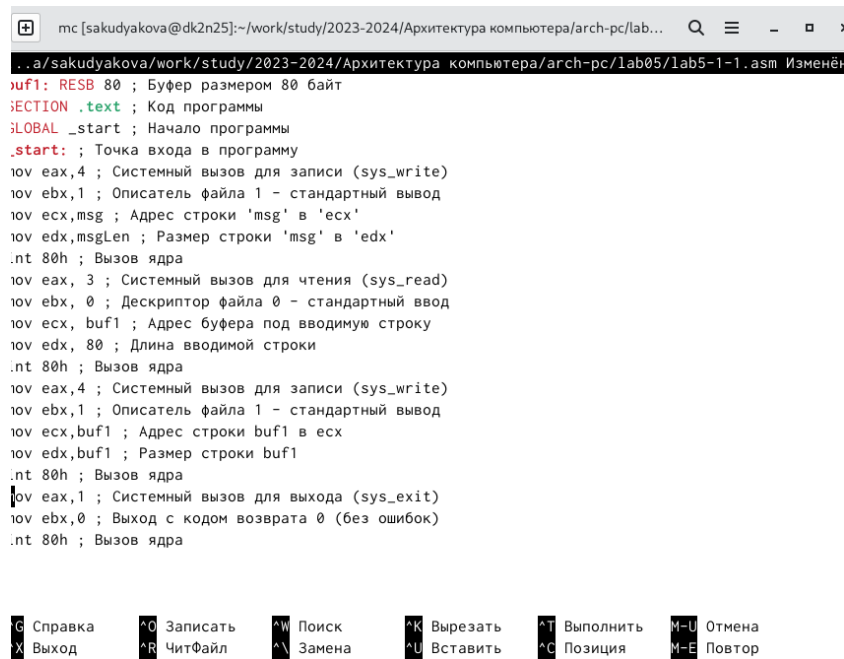 mc [sakudyakova@dk2n25]:~/work/study/2023-2024/Архитектура компьютера/arch-pc/lab...
..a/sakudyakova/work/study/2023-2024/Архитектура компьютера/arch-pc/lab05/lab5-1-1.asm Изменён
buf1: RESB 80 ; Буфер размером 80 байт
SECTION .text ; Код программы
GLOBAL _start ; Начало программы
_start: ; Точка входа в программу
mov eax,4 ; Системный вызов для записи (sys_write)
mov ebx,1 ; Описатель файла 1 - стандартный вывод
mov ecx,msg ; Адрес строки 'msg' в 'ecx'
mov edx,msgLen ; Размер строки 'msg' в 'edx'
int 80h ; Вызов ядра
mov eax, 3 ; Системный вызов для чтения (sys_read)
mov ebx, 0 ; Дескриптор файла 0 - стандартный ввод
mov ecx, buf1 ; Адрес буфера под вводимую строку
mov edx, 80 ; Длина вводимой строки
int 80h ; Вызов ядра
mov eax,4 ; Системный вызов для записи (sys_write)
mov ebx,1 ; Описатель файла 1 - стандартный вывод
mov ecx,buf1 ; Адрес строки buf1 в ecx
mov edx,buf1 ; Размер строки buf1
int 80h ; Вызов ядра
mov eax,1 ; Системный вызов для выхода (sys_exit)
mov ebx,0 ; Выход с кодом возврата 0 (без ошибок)
int 80h ; Вызов ядра
^G Справка ^O Записать ^W Поиск ^K Вырезать ^T Выполнить M-U Отмена
^X Выход ^R ЧитФайл ^\ Замена ^U Вставить ^C Позиция M-E Повтор